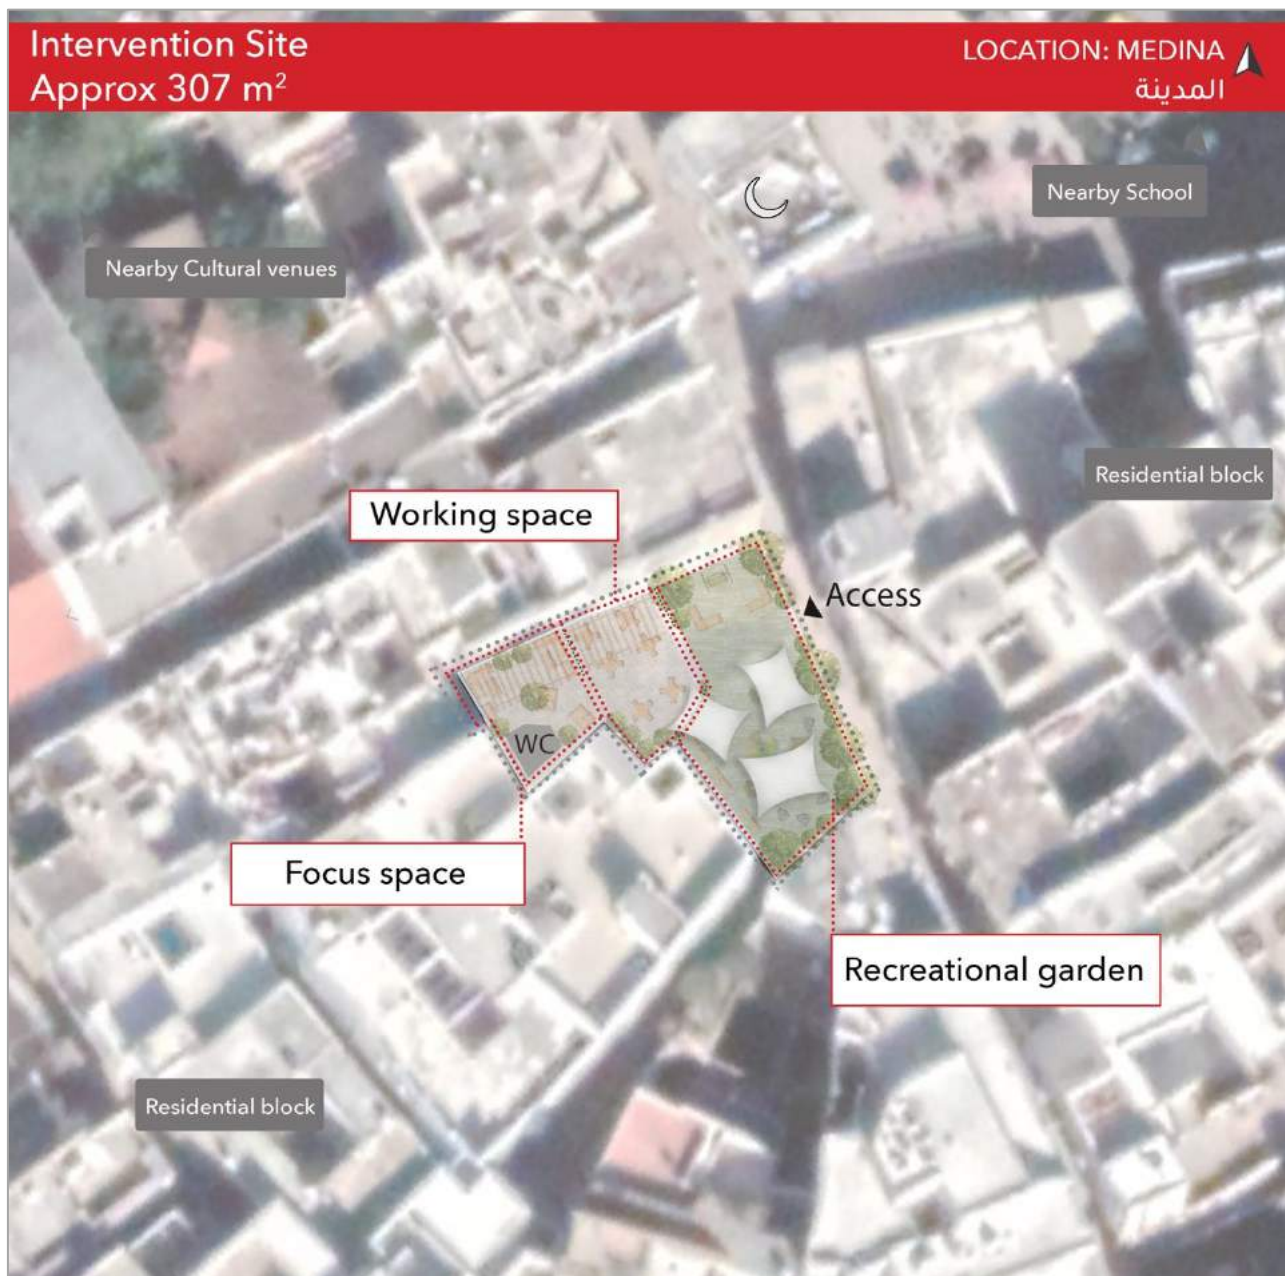 Intervention Site
Approx 307 m²
LOCATION: MEDINA
المدينة
Nearby School
Nearby Cultural venues
Residential block
Working space
Access
WC
Focus space
Recreational garden
Residential block